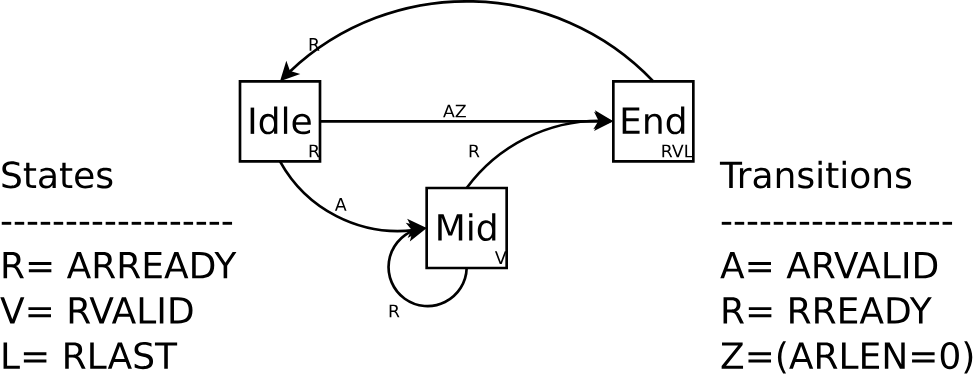 R
Idle
R
AZ
End
RVL
R
A
Mid
V
R
States
------------------
R= ARREADY
V= RVALID
L= RLAST
Transitions
------------------
A= ARVALID
R= RREADY
Z=(ARLEN=0)